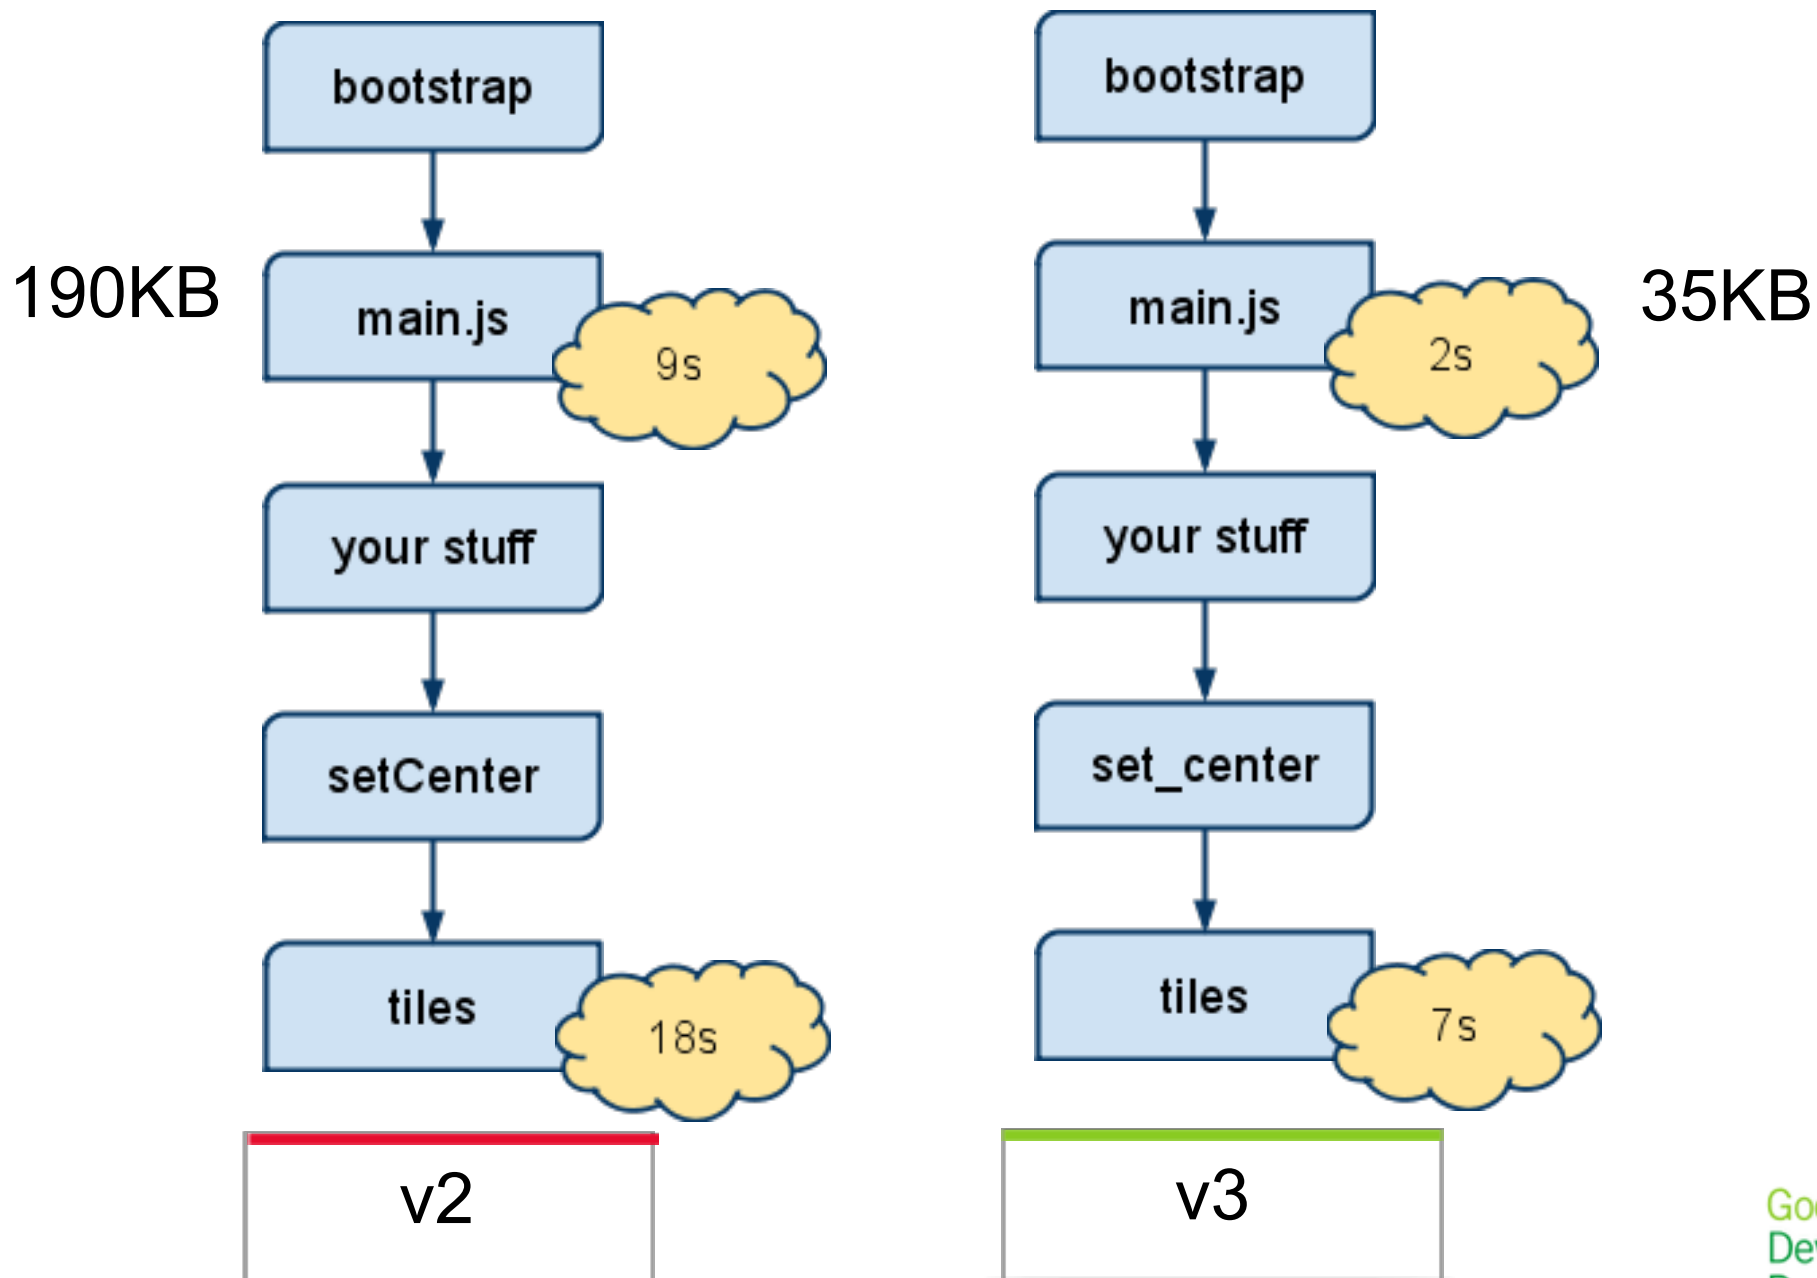 bootstrap
190KB
main.js
9s
your stuff
setCenter
tiles
18s
v2
bootstrap
main.js
2s
35KB
your stuff
set_center
tiles
7s
v3